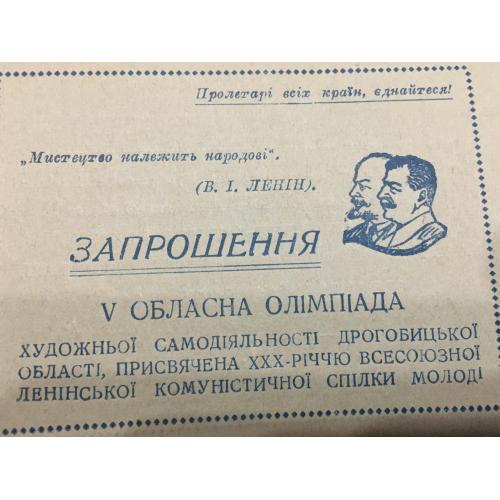 Пролетарі всіх країн, єднайтеся!
„Мистецтво належить народові“.
(В. І. ЛЕНІН).
ЗАПРОШЕННЯ
V ОБЛАСНА ОЛІМПІАДА
ХУДОЖНЬОЇ САМОДІЯЛЬНОСТІ ДРОГОБИЦЬКОЇ
ОБЛАСТІ, ПРИСВЯЧЕНА XXX-РІЧЧЮ ВСЕСОЮЗНОЇ
ЛЕНІНСЬКОЇ КОМУНІСТИЧНОЇ СПІЛКИ МОЛОДІ